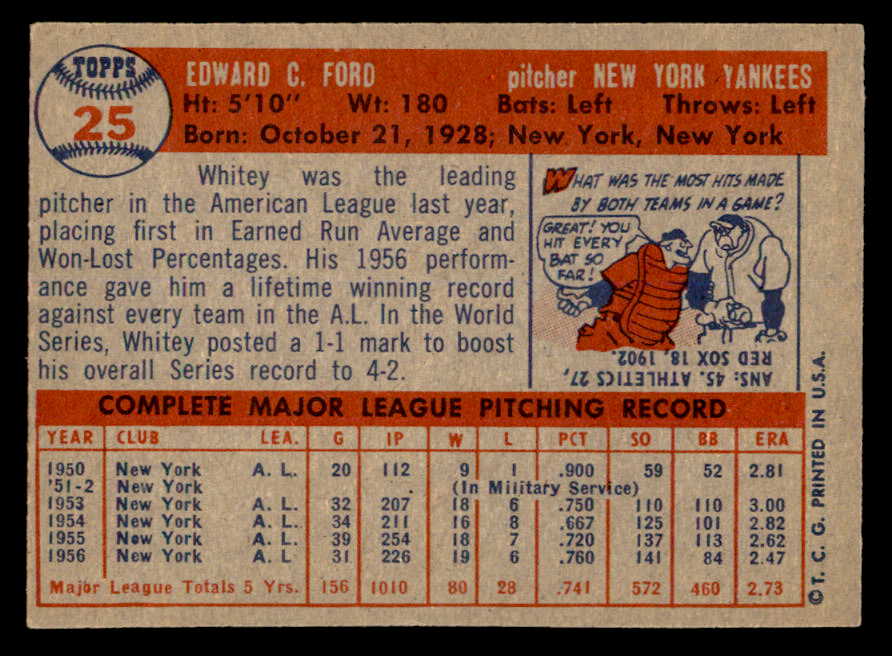 TOPPS
25
EDWARD C. FORD pitcher NEW YORK YANKEES
Ht: 5'10" Wt: 180 Bats: Left Throws: Left
Born: October 21, 1928; New York, New York
Whitey was the leading
pitcher in the American League last year,
placing first in Earned Run Average and
Won-Lost Percentages. His 1956 perform-
ance gave him a lifetime winning record
against every team in the A.L. In the World
Series, Whitey posted a 1-1 mark to boost
his overall Series record to 4-2.
WHAT WAS THE MOST HITS MADE
BY BOTH TEAMS IN A GAME?
GREAT! YOU
HIT EVERY
BAT SO
FAR!
ANS: 45. ATHLETICS 27,
RED SOX 18, 1902.
COMPLETE MAJOR LEAGUE PITCHING RECORD
YEAR CLUB LEA. G IP W L PCT SO BB ERA
1950 New York A. L. 20 112 9 1 .900 59 52 2.81
'51-2 New York (In Military Service)
1953 New York A. L. 32 207 18 6 .750 110 110 3.00
1954 New York A. L. 34 211 16 8 .667 125 101 2.82
1955 New York A. L. 39 254 18 7 .720 137 113 2.62
1956 New York A. L 31 226 19 6 .760 141 84 2.47
Major League Totals 5 Yrs. 156 1010 80 28 .741 572 460 2.73
© T. C. G. PRINTED IN U.S.A.